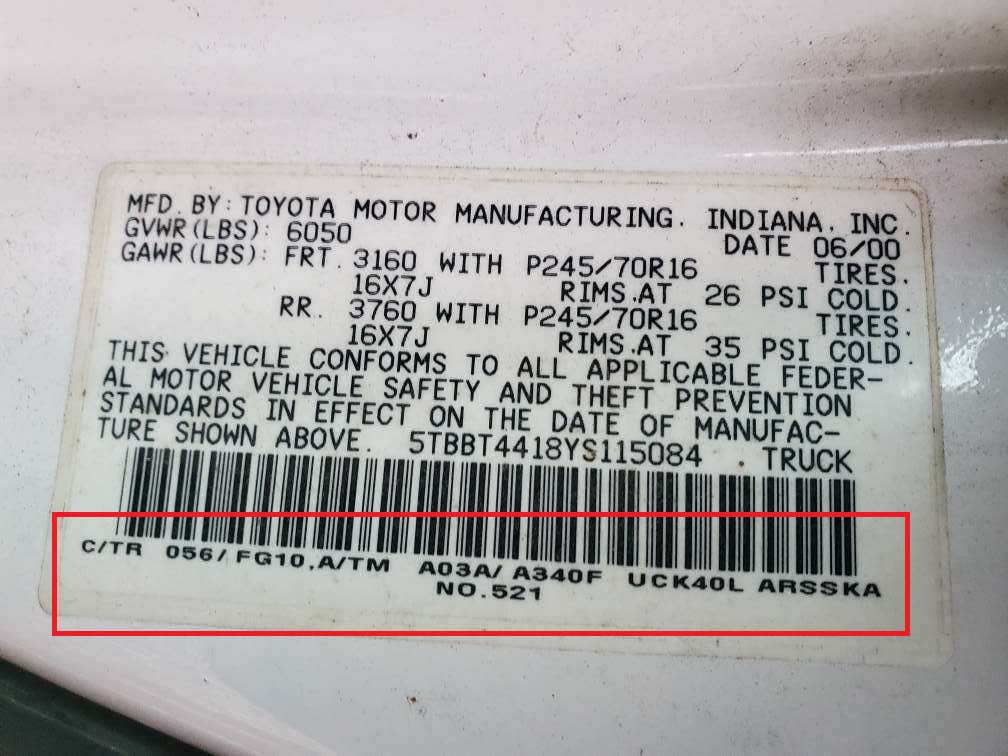 MFD. BY: TOYOTA MOTOR MANUFACTURING. INDIANA, INC.
GVWR(LBS): 6050 DATE 06/00
GAWR(LBS): FRT. 3160 WITH P245/70R16 TIRES.
16X7J RIMS.AT 26 PSI COLD.
RR. 3760 WITH P245/70R16 TIRES.
16X7J RIMS.AT 35 PSI COLD.
THIS VEHICLE CONFORMS TO ALL APPLICABLE FEDER-
AL MOTOR VEHICLE SAFETY AND THEFT PREVENTION
STANDARDS IN EFFECT ON THE DATE OF MANUFAC-
TURE SHOWN ABOVE. 5TBBT4418YS115084 TRUCK
C/TR 056/FG10,A/TM A03A/A340F UCK40L ARSSKA
NO.521